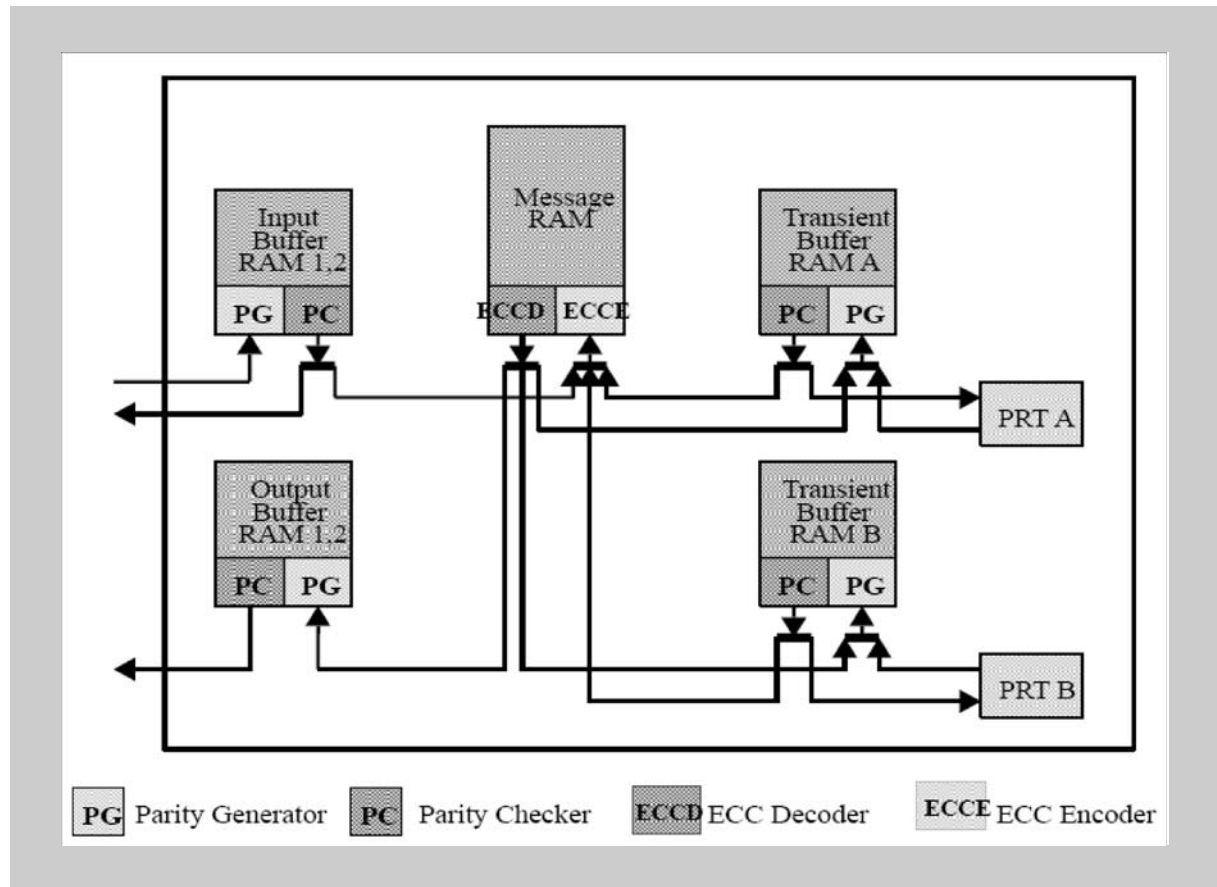 Message
RAM
Input
Buffer
RAM 1,2
Transient
Buffer
RAM A
PG PC
ECCD ECCE
PC PG
PRT A
Output
Buffer
RAM 1,2
Transient
Buffer
RAM B
PC PG
PC PG
PRT B
PG Parity Generator
PC Parity Checker
ECCD ECC Decoder
ECCE ECC Encoder